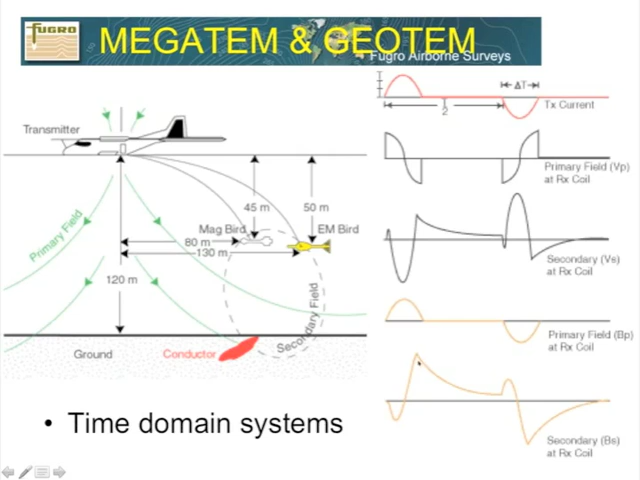 fugro
MEGATEM & GEOTEM
Fugro Airborne Surveys
Transmitter
Primary Field
45 m
50 m
Mag Bird
EM Bird
80 m
130 m
120 m
Secondary Field
Ground
Conductor
I
ΔT
T
2
Tx Current
Primary Field (Vp)
at Rx Coil
Secondary (Vs)
at Rx Coil
Primary Field (Bp)
at Rx Coil
Secondary (Bs)
at Rx Coil
• Time domain systems